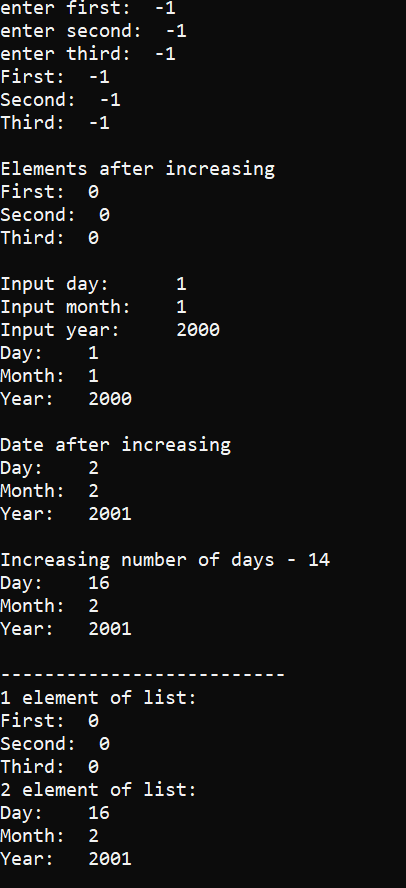 enter first:  -1
enter second:  -1
enter third:  -1
First:  -1
Second:  -1
Third:  -1
Elements after increasing
First:  0
Second:  0
Third:  0
Input day:      1
Input month:    1
Input year:     2000
Day:    1
Month:  1
Year:   2000
Date after increasing
Day:    2
Month:  2
Year:   2001
Increasing number of days - 14
Day:    16
Month:  2
Year:   2001
--------------------------
1 element of list:
First:  0
Second:  0
Third:  0
2 element of list:
Day:    16
Month:  2
Year:   2001